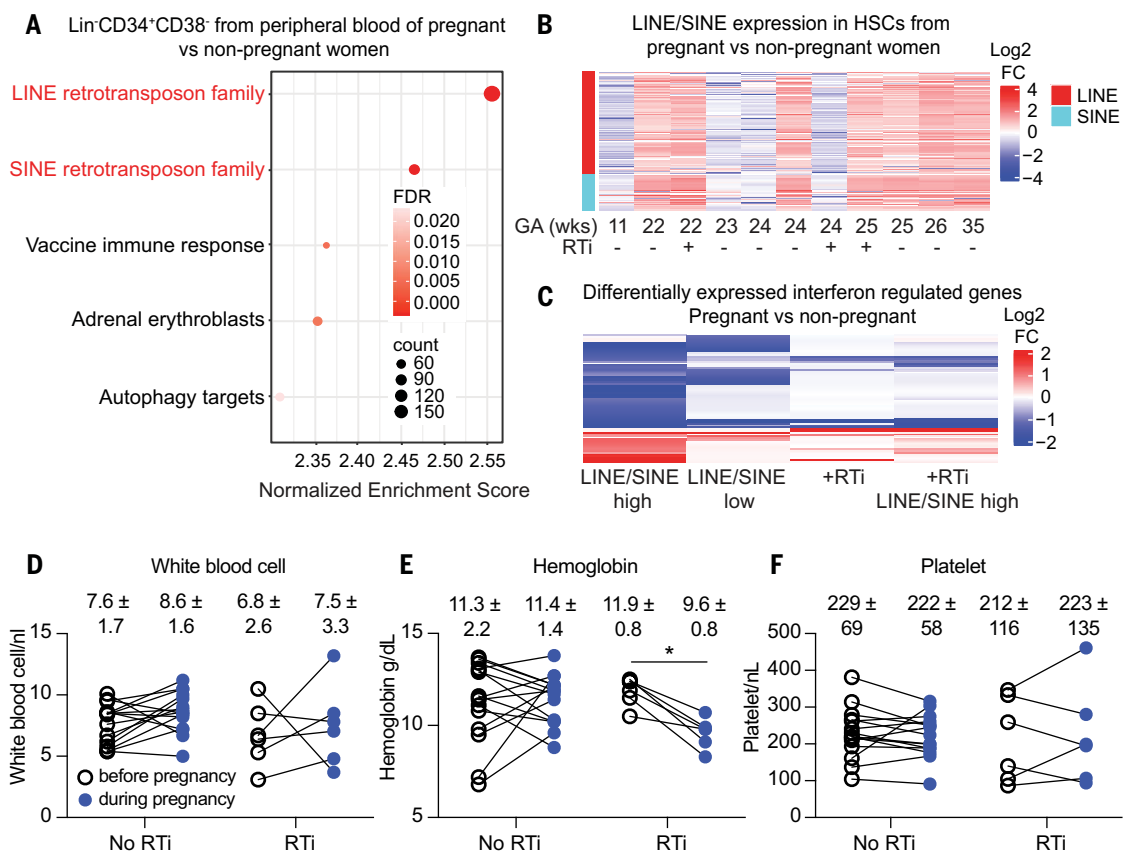 A
Lin-CD34+CD38- from peripheral blood of pregnant
vs non-pregnant women
LINE retrotransposon family
SINE retrotransposon family
Vaccine immune response
Adrenal erythroblasts
Autophagy targets
FDR
0.020
0.015
0.010
0.005
0.000
count
60
90
120
150
2.35 2.40 2.45 2.50 2.55
Normalized Enrichment Score
B
LINE/SINE expression in HSCs from
pregnant vs non-pregnant women
Log2
FC
4
2
0
−2
−4
LINE
SINE
GA (wks) 11 22 22 23 24 24 24 25 25 26 35
RTi - - + - - - + + - - -
C
Differentially expressed interferon regulated genes
Pregnant vs non-pregnant
Log2
FC
2
1
0
−1
−2
LINE/SINE
high
LINE/SINE
low
+RTi
+RTi
LINE/SINE high
D
White blood cell
7.6 ± 8.6 ± 6.8 ± 7.5 ±
1.7 1.6 2.6 3.3
White blood cell/nl
15
10
5
0
before pregnancy
during pregnancy
No RTi RTi
E
Hemoglobin
11.3 ± 11.4 ± 11.9 ± 9.6 ±
2.2 1.4 0.8 0.8
*
Hemoglobin g/dL
15
10
5
No RTi RTi
F
Platelet
229 ± 222 ± 212 ± 223 ±
69 58 116 135
Platelet/nL
500
400
300
200
100
0
No RTi RTi